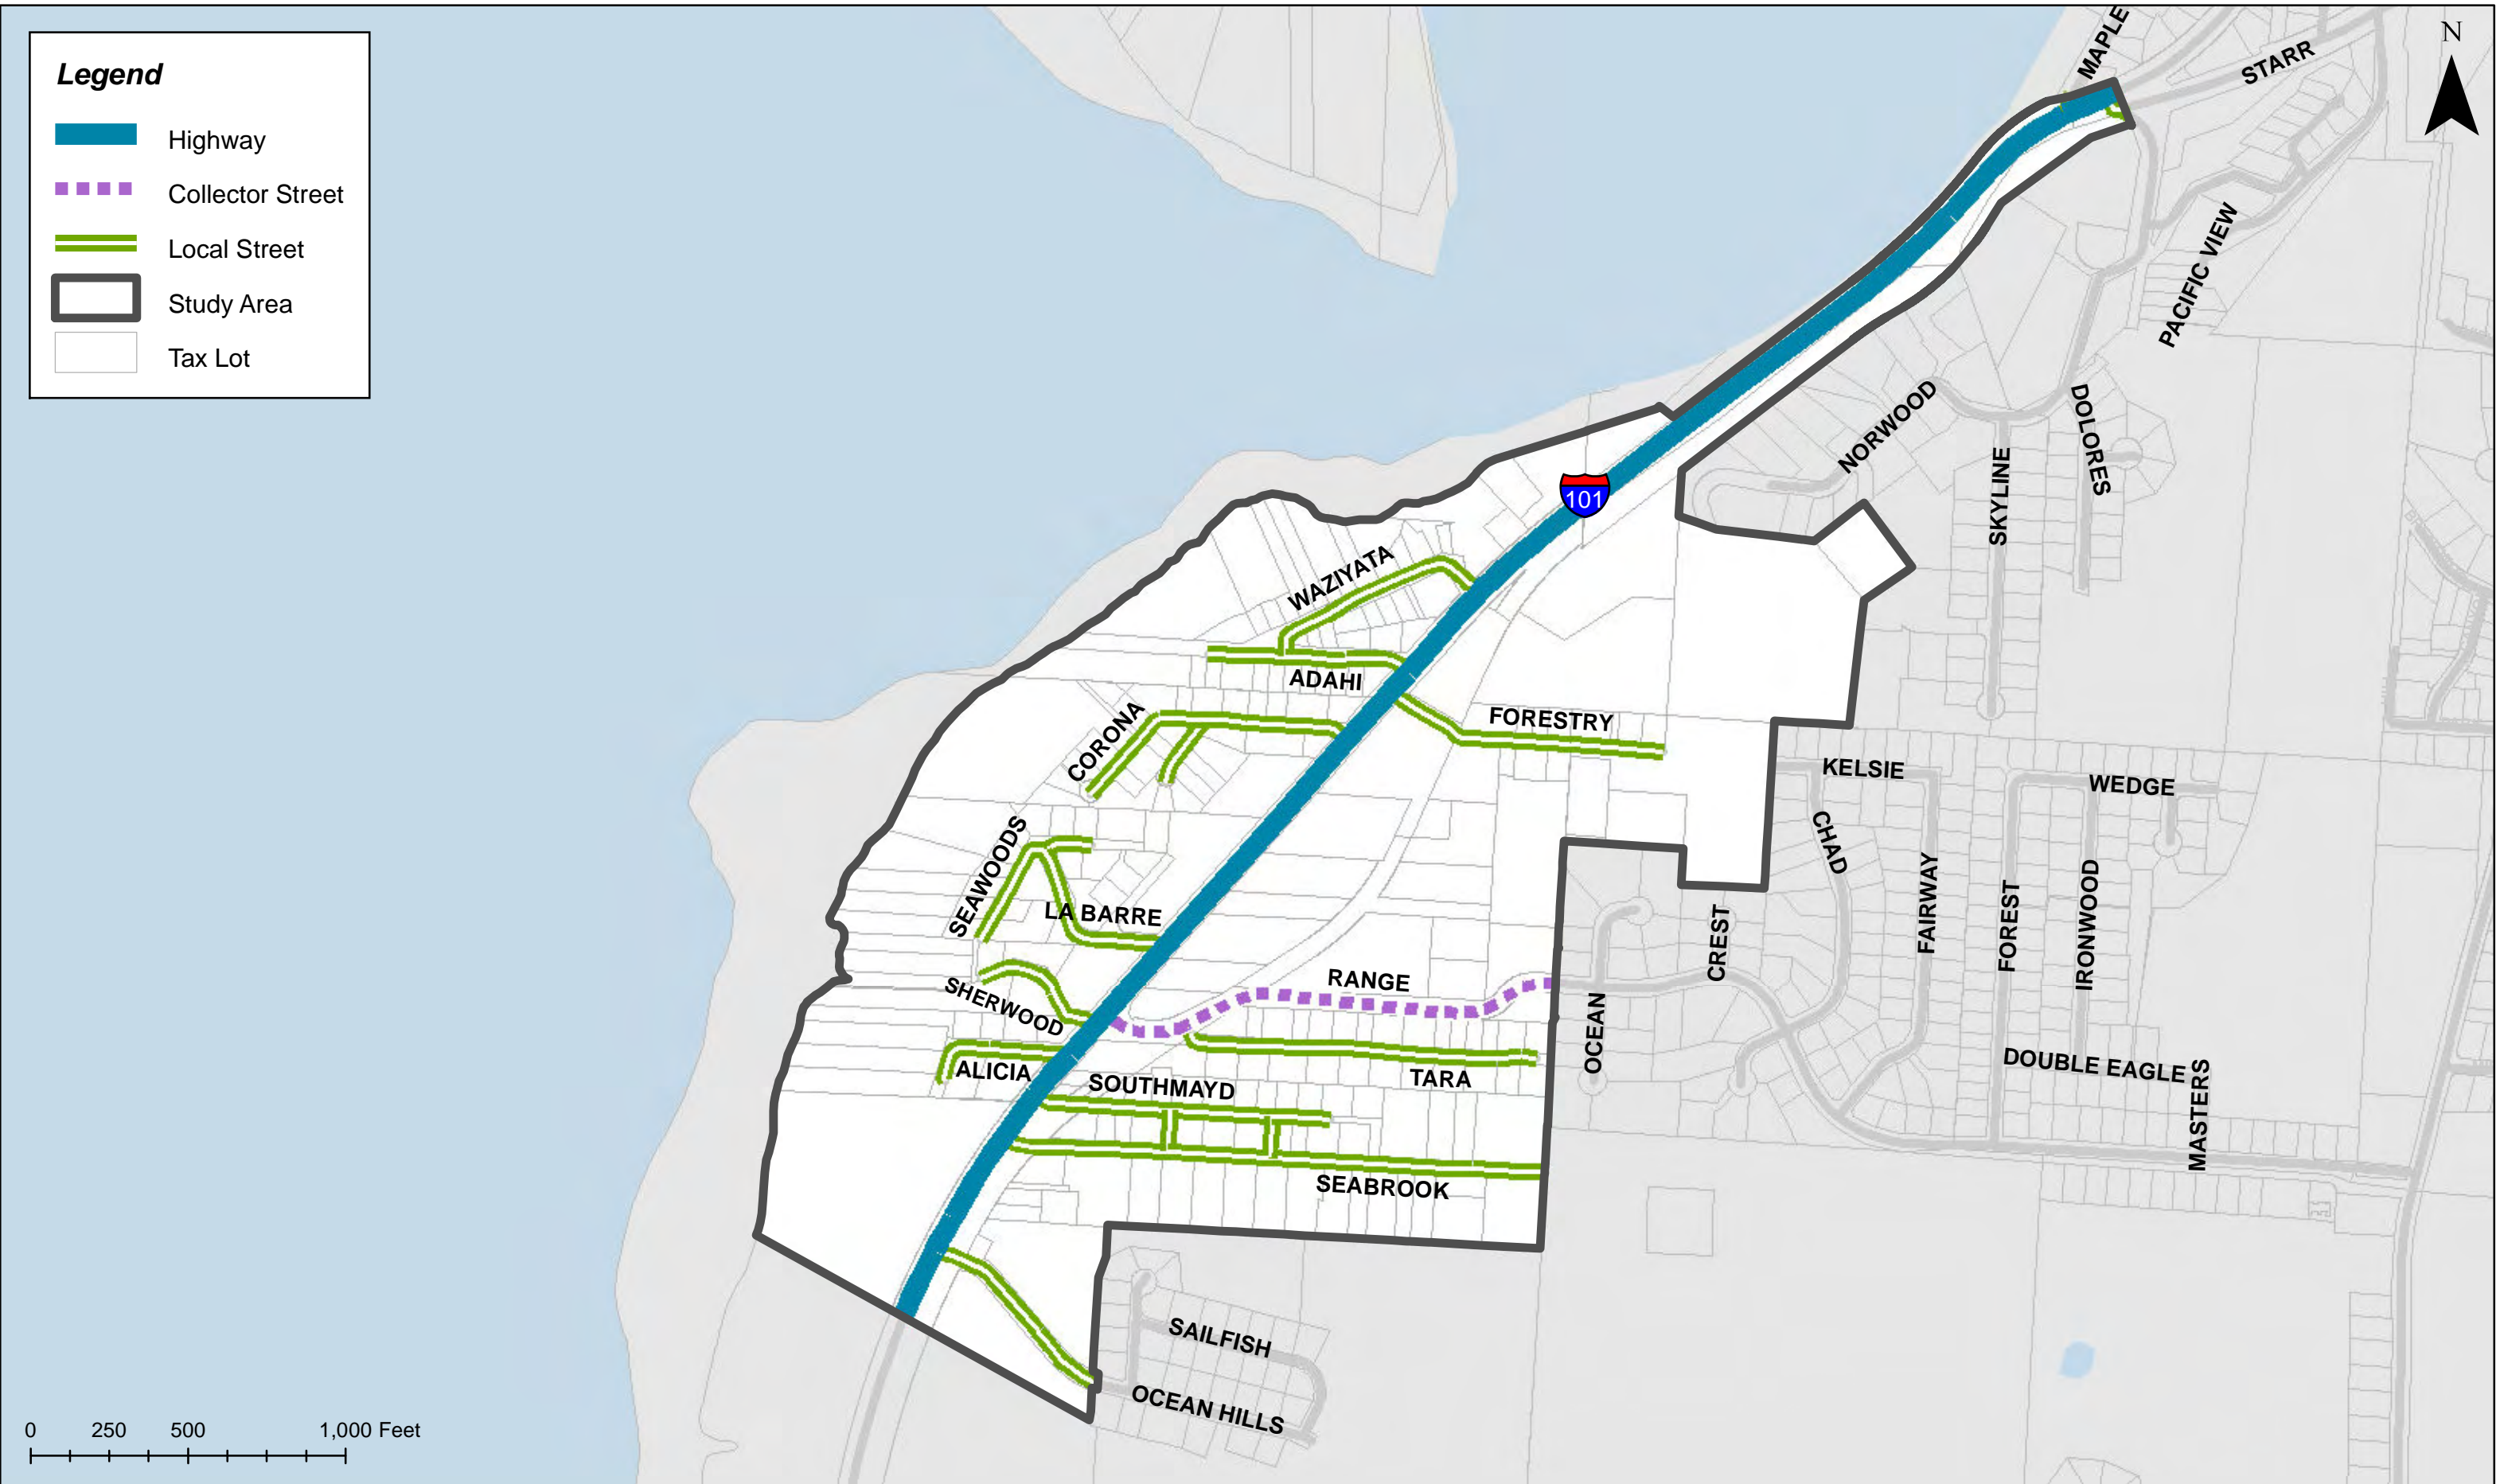 Legend
Highway
Collector Street
Local Street
Study Area
Tax Lot
N
MAPLE
STARR
PACIFIC VIEW
NORWOOD
DOLORES
SKYLINE
101
WAZIYATA
ADAHI
CORONA
FORESTRY
KELSIE
WEDGE
CHAD
SEAWOODS
LA BARRE
FAIRWAY
FOREST
IRONWOOD
CREST
RANGE
SHERWOOD
OCEAN
ALICIA
SOUTHMAYD
TARA
DOUBLE EAGLE
MASTERS
SEABROOK
SAILFISH
OCEAN HILLS
0 250 500 1,000 Feet